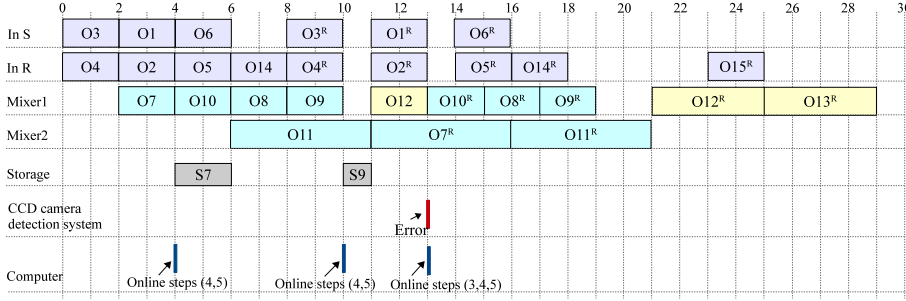 0 2 4 6 8 10 12 14 16 18 20 22 24 26 28 30
In S O3 O1 O6 O3ᴿ O1ᴿ O6ᴿ
In R O4 O2 O5 O14 O4ᴿ O2ᴿ O5ᴿ O14ᴿ O15ᴿ
Mixer1 O7 O10 O8 O9 O12 O10ᴿ O8ᴿ O9ᴿ O12ᴿ O13ᴿ
Mixer2 O11 O7ᴿ O11ᴿ
Storage S7 S9
CCD camera
detection system
Error
Computer
Online steps (4,5) Online steps (4,5) Online steps (3,4,5)